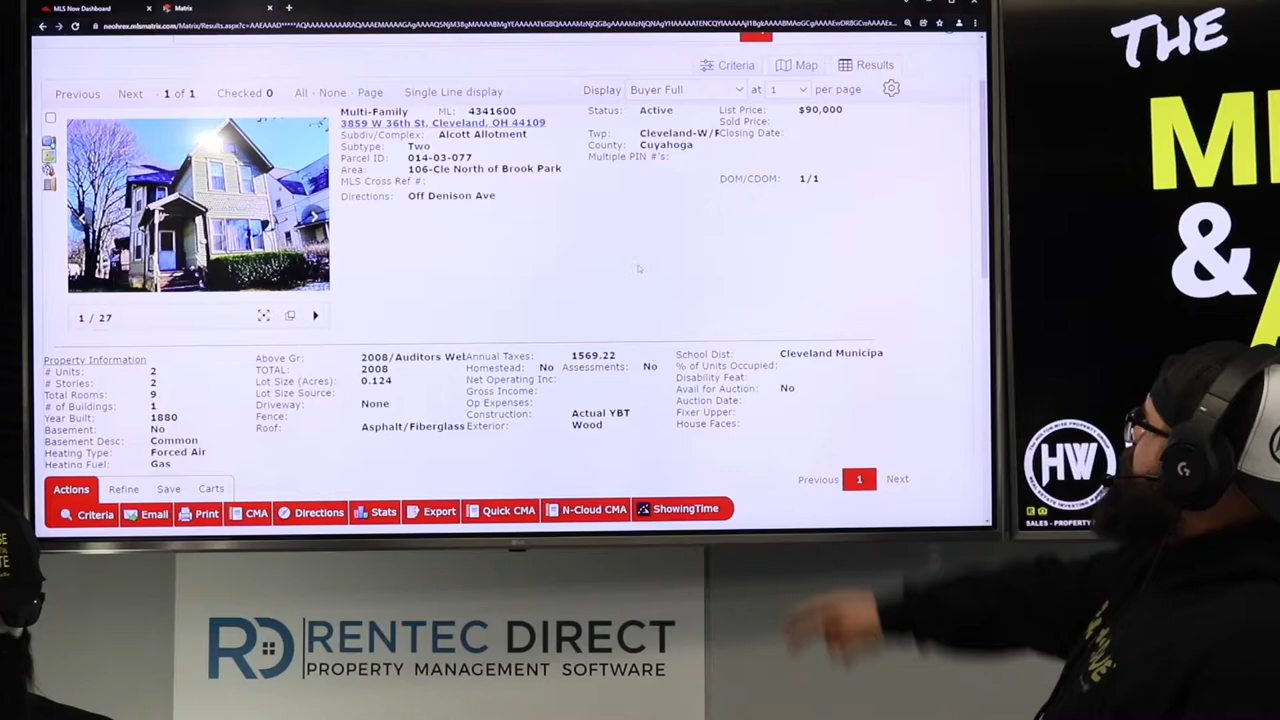 MLS Now Dashboard
Matrix
Criteria Map Results
Previous Next · 1 of 1 Checked 0 All · None · Page Single Line display Display Buyer Full at 1 per page
Multi-Family ML: 4341600 Status: Active List Price: $90,000
3859 W 36th St, Cleveland, OH 44109 Sold Price:
Subdiv/Complex: Alcott Allotment Twp: Cleveland-W/F Closing Date:
Subtype: Two County: Cuyahoga
Parcel ID: 014-03-077 Multiple PIN #'s:
Area: 106-Cle North of Brook Park
MLS Cross Ref #: DOM/CDOM: 1/1
Directions: Off Denison Ave
1 / 27
Property Information Above Gr: 2008/Auditors Wel Annual Taxes: 1569.22 School Dist: Cleveland Municipa
# Units: 2 TOTAL: 2008 Homestead: No Assessments: No % of Units Occupied:
# Stories: 2 Lot Size (Acres): 0.124 Net Operating Inc: Disability Feat:
Total Rooms: 9 Lot Size Source: Gross Income: Avail for Auction: No
# of Buildings: 1 Driveway: None Op Expenses: Auction Date:
Year Built: 1880 Fence: Construction: Actual YBT Fixer Upper:
Basement: No Roof: Asphalt/Fiberglass Exterior: Wood House Faces:
Basement Desc: Common
Heating Type: Forced Air
Heating Fuel: Gas
Actions Refine Save Carts Previous 1 Next
Criteria Email Print CMA Directions Stats Export Quick CMA N-Cloud CMA ShowingTime
THE
M
&
HW
SALES - PROPERTY
RD RENTEC DIRECT
PROPERTY MANAGEMENT SOFTWARE